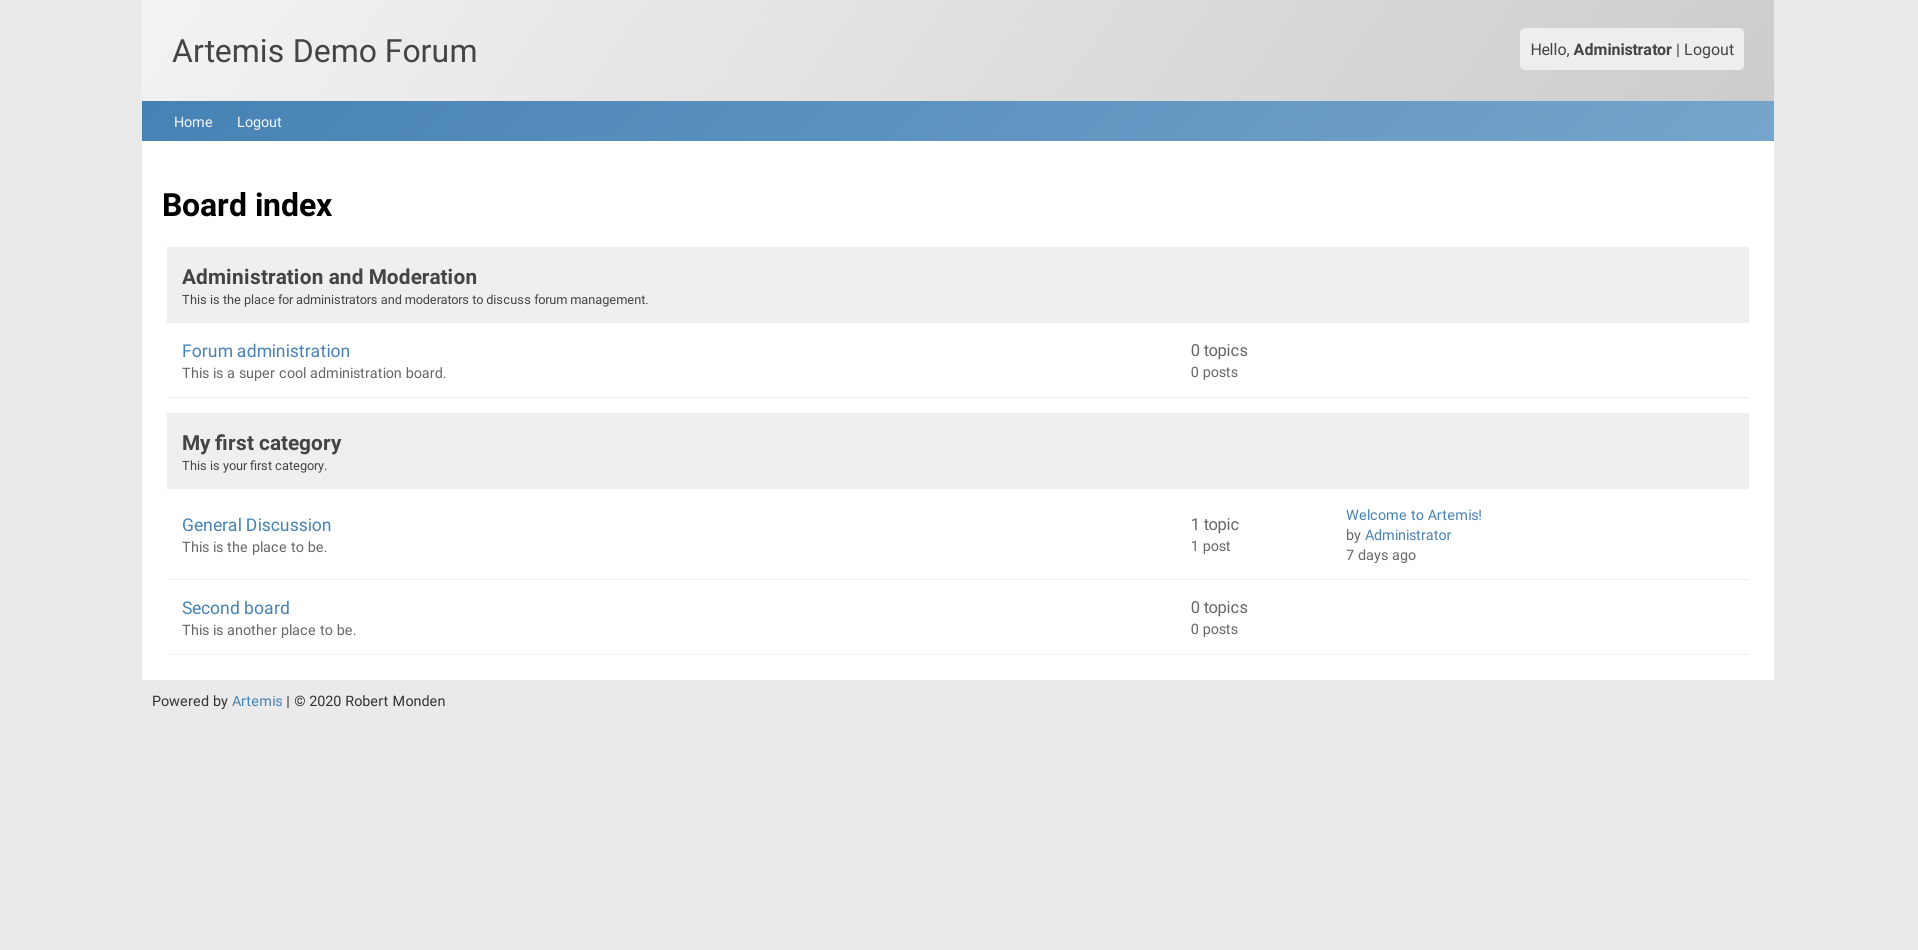 Artemis Demo Forum
Hello, Administrator | Logout
Home Logout
Board index
Administration and Moderation
This is the place for administrators and moderators to discuss forum management.
Forum administration
This is a super cool administration board.
0 topics
0 posts
My first category
This is your first category.
General Discussion
This is the place to be.
1 topic
1 post
Welcome to Artemis!
by Administrator
7 days ago
Second board
This is another place to be.
0 topics
0 posts
Powered by Artemis | © 2020 Robert Monden